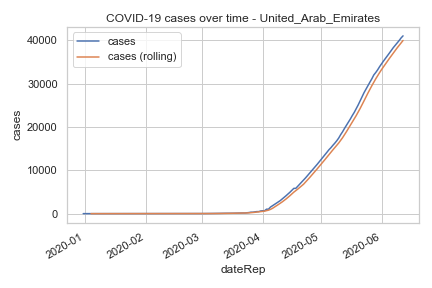 COVID-19 cases over time - United_Arab_Emirates
cases
cases (rolling)
40000
30000
20000
10000
0
cases
2020-01
2020-02
2020-03
2020-04
2020-05
2020-06
dateRep